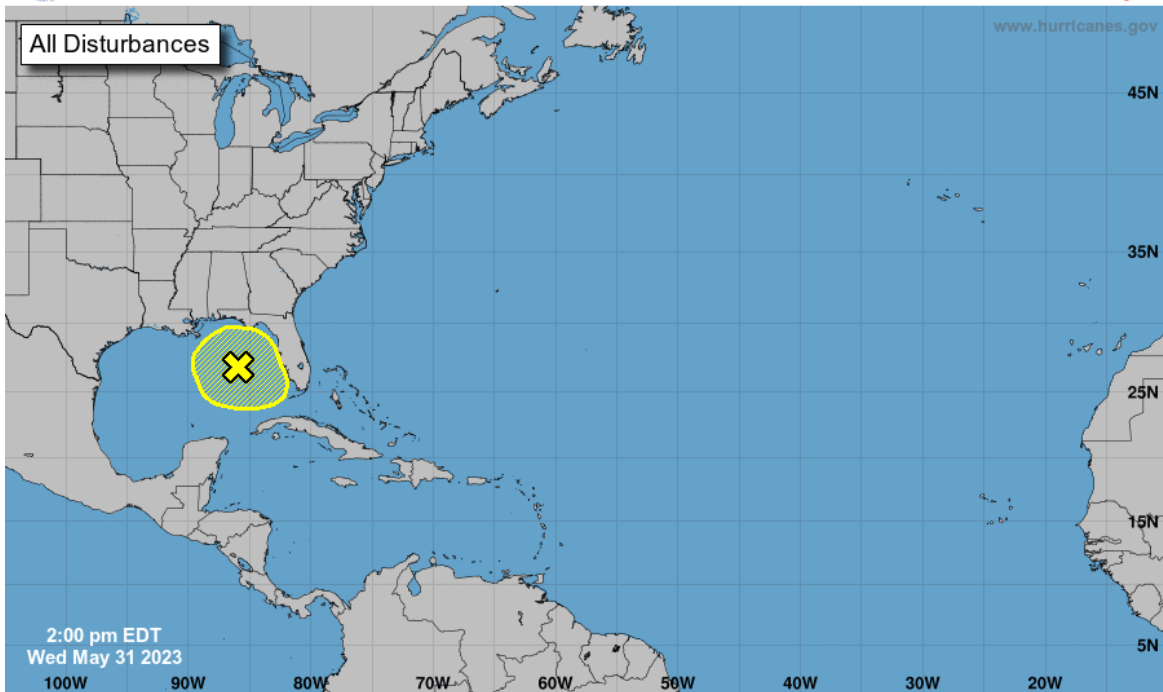 All Disturbances
www.hurricanes.gov
45N
35N
25N
15N
5N
2:00 pm EDT
Wed May 31 2023
100W 90W 80W 70W 60W 50W 40W 30W 20W